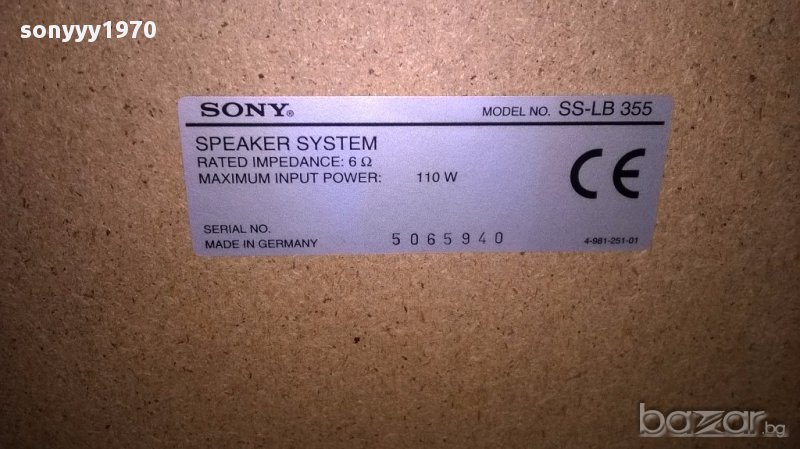 sonyyy1970
SONY® MODEL NO. SS-LB 355
SPEAKER SYSTEM
RATED IMPEDANCE: 6 Ω
MAXIMUM INPUT POWER: 110 W
CE
SERIAL NO.
MADE IN GERMANY 5065940 4-981-251-01
bazar.bg